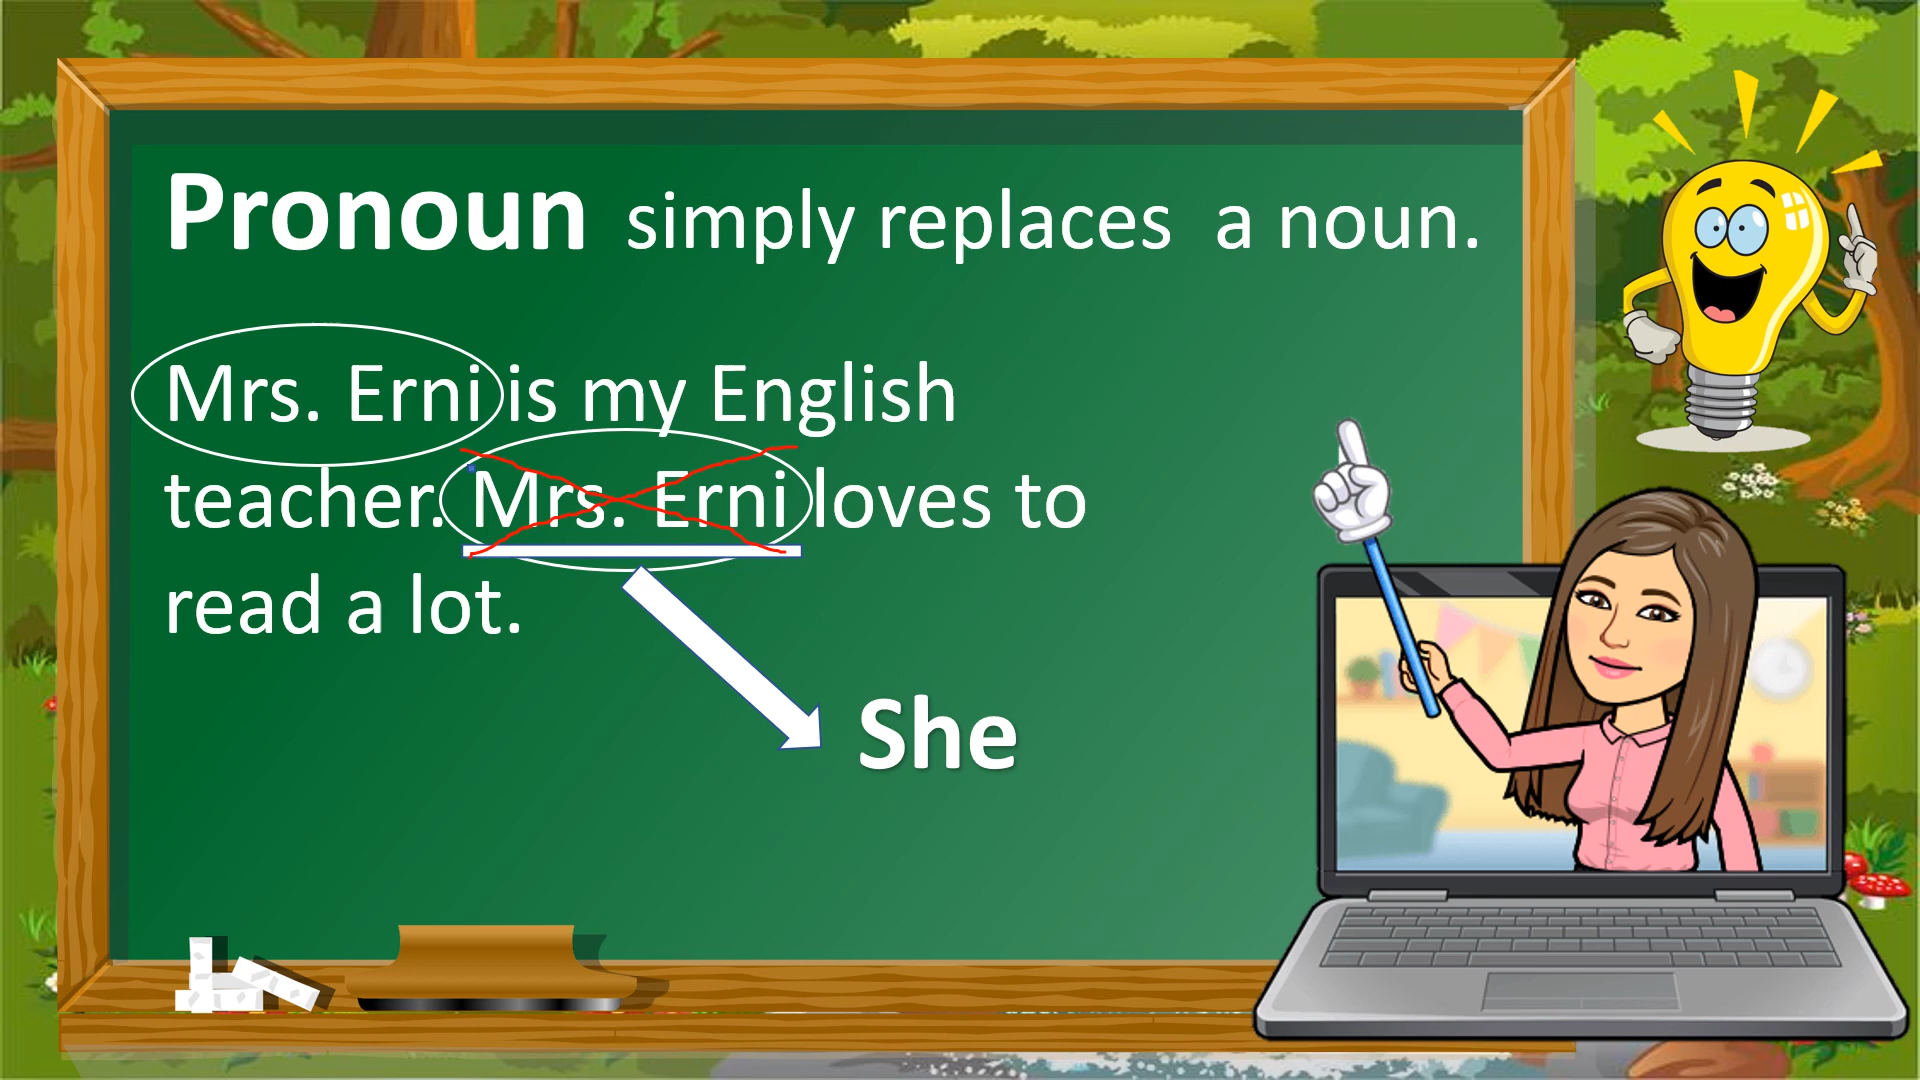 Pronoun simply replaces a noun.
Mrs. Erni is my English
teacher. Mrs. Erni loves to
read a lot.
She